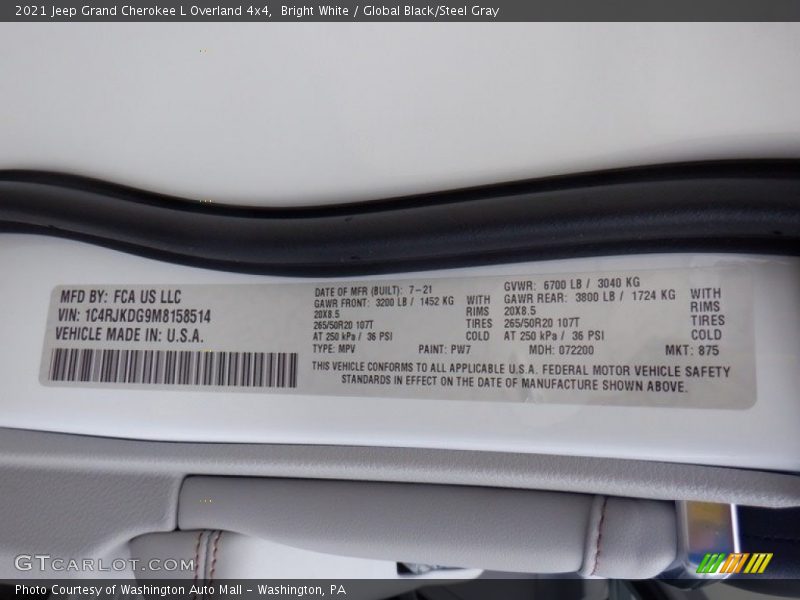 2021 Jeep Grand Cherokee L Overland 4x4,  Bright White / Global Black/Steel Gray
MFD BY: FCA US LLC
VIN: 1C4RJKDG9M8158514
VEHICLE MADE IN: U.S.A.
DATE OF MFR (BUILT): 7-21
GAWR FRONT: 3200 LB / 1452 KG WITH
20X8.5 RIMS
265/50R20 107T TIRES
AT 250 kPa / 36 PSI COLD
GVWR: 6700 LB / 3040 KG
GAWR REAR: 3800 LB / 1724 KG WITH
20X8.5 RIMS
265/50R20 107T TIRES
AT 250 kPa / 36 PSI COLD
TYPE: MPV PAINT: PW7 MDH: 072200 MKT: 875
THIS VEHICLE CONFORMS TO ALL APPLICABLE U.S.A. FEDERAL MOTOR VEHICLE SAFETY
STANDARDS IN EFFECT ON THE DATE OF MANUFACTURE SHOWN ABOVE.
GTCARLOT.COM
Photo Courtesy of Washington Auto Mall - Washington, PA